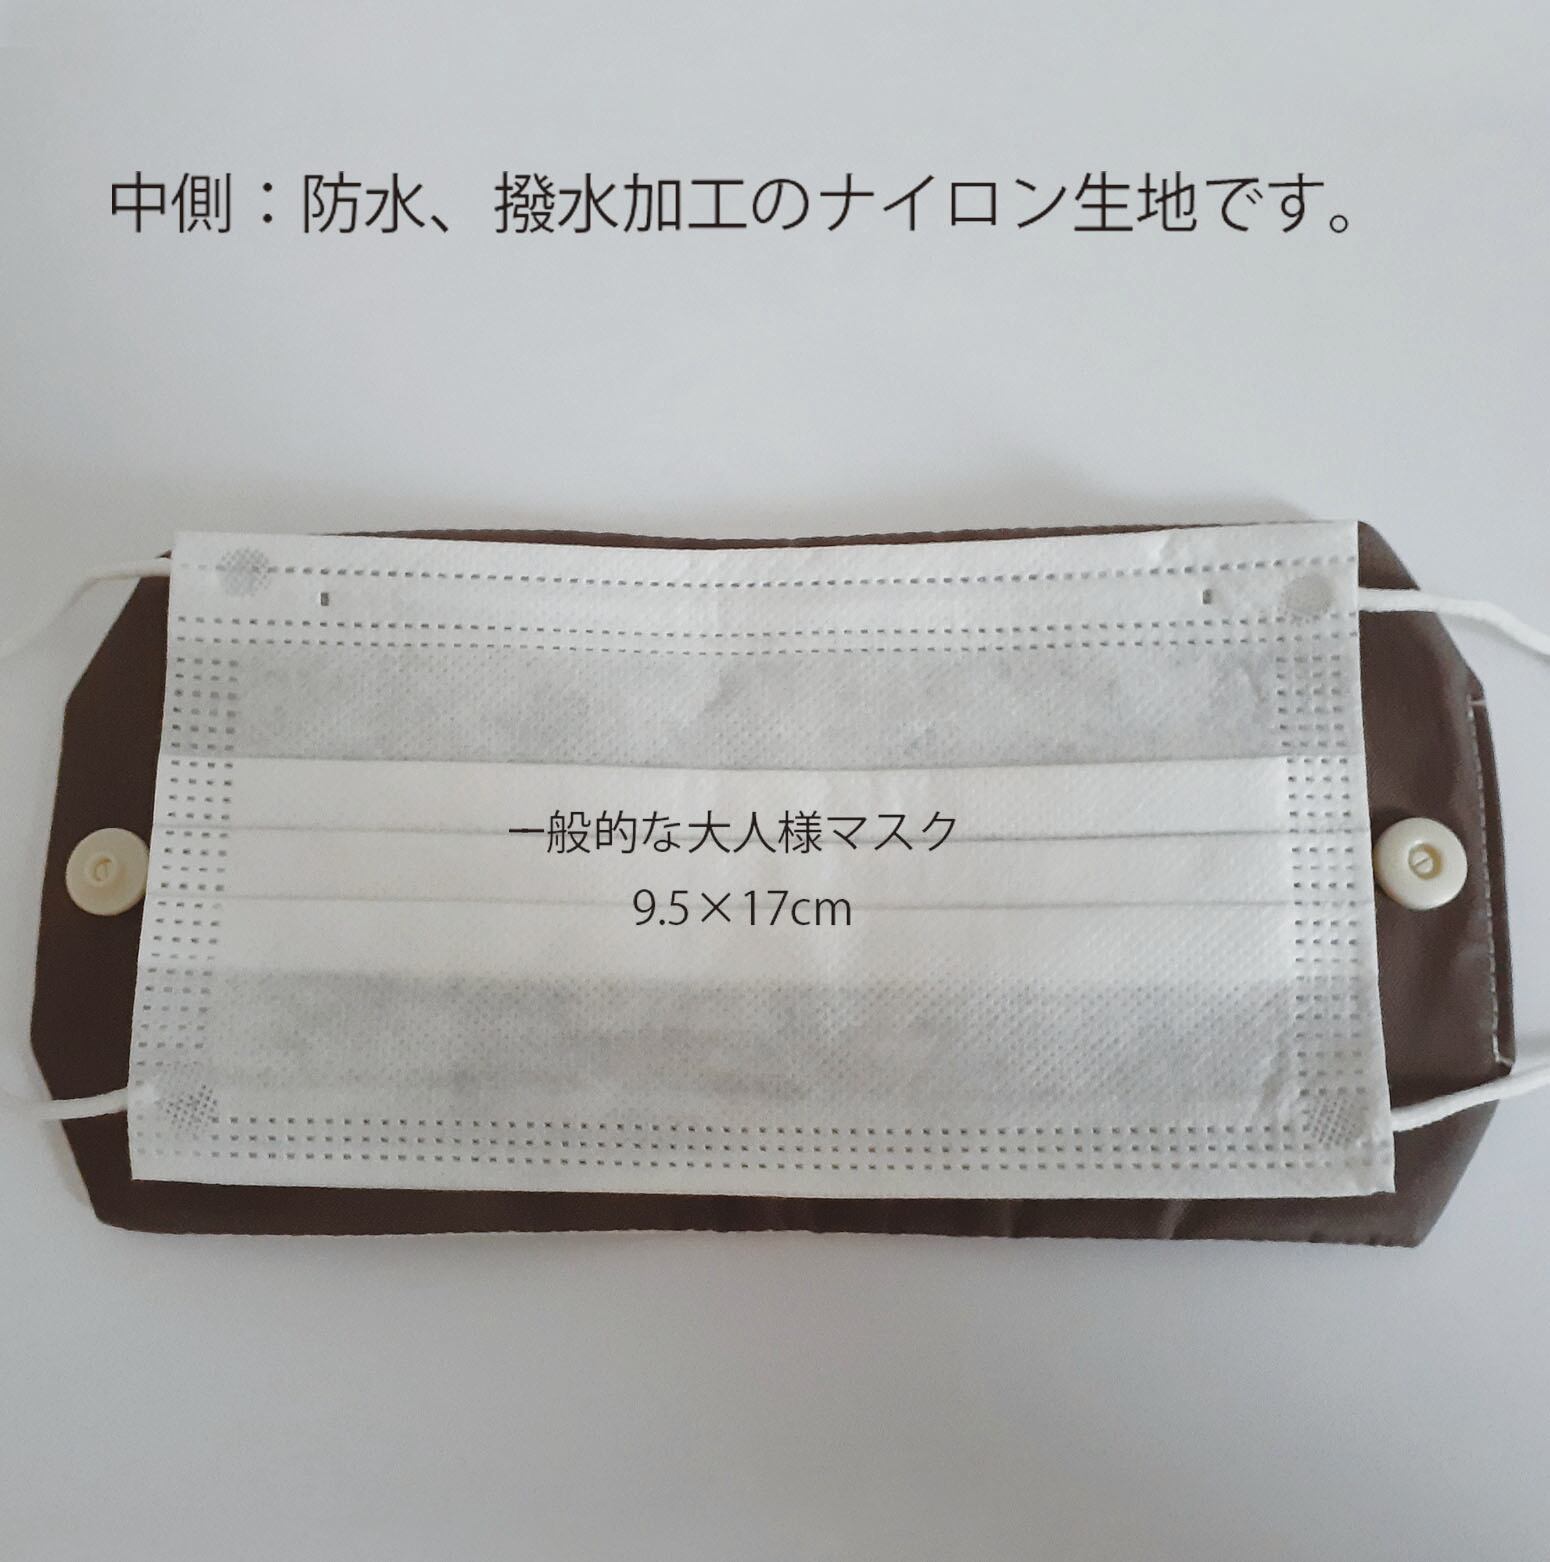 中側：防水、撥水加工のナイロン生地です。
一般的な大人様マスク
9.5×17cm